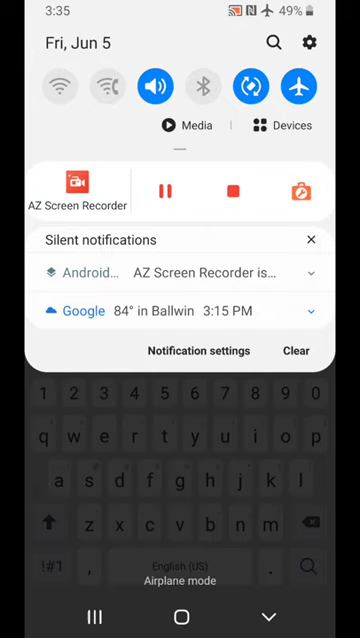 3:35 49%
Fri, Jun 5
Media | Devices
AZ Screen Recorder
Silent notifications
Android... AZ Screen Recorder is...
Google 84° in Ballwin 3:15 PM
Notification settings Clear
1 2 3 4 5 6 7 8 9 0
q w e r t y u i o p
a s d f g h j k l
z x c v b n m
!#1 , English (US) .
Airplane mode